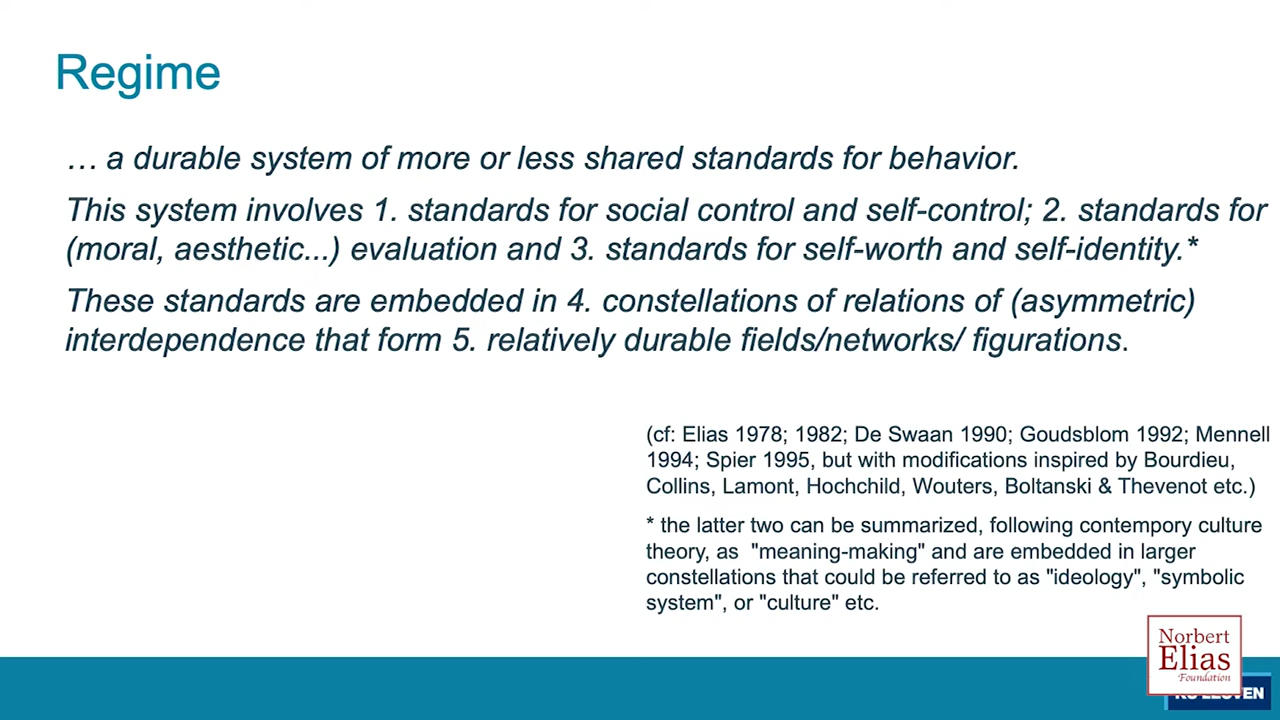 Regime
… a durable system of more or less shared standards for behavior.
This system involves 1. standards for social control and self-control; 2. standards for
(moral, aesthetic...) evaluation and 3. standards for self-worth and self-identity.*
These standards are embedded in 4. constellations of relations of (asymmetric)
interdependence that form 5. relatively durable fields/networks/ figurations.
(cf: Elias 1978; 1982; De Swaan 1990; Goudsblom 1992; Mennell
1994; Spier 1995, but with modifications inspired by Bourdieu,
Collins, Lamont, Hochchild, Wouters, Boltanski & Thevenot etc.)
* the latter two can be summarized, following contempory culture
theory, as "meaning-making" and are embedded in larger
constellations that could be referred to as "ideology", "symbolic
system", or "culture" etc.
Norbert
Elias
Foundation
KU LEUVEN